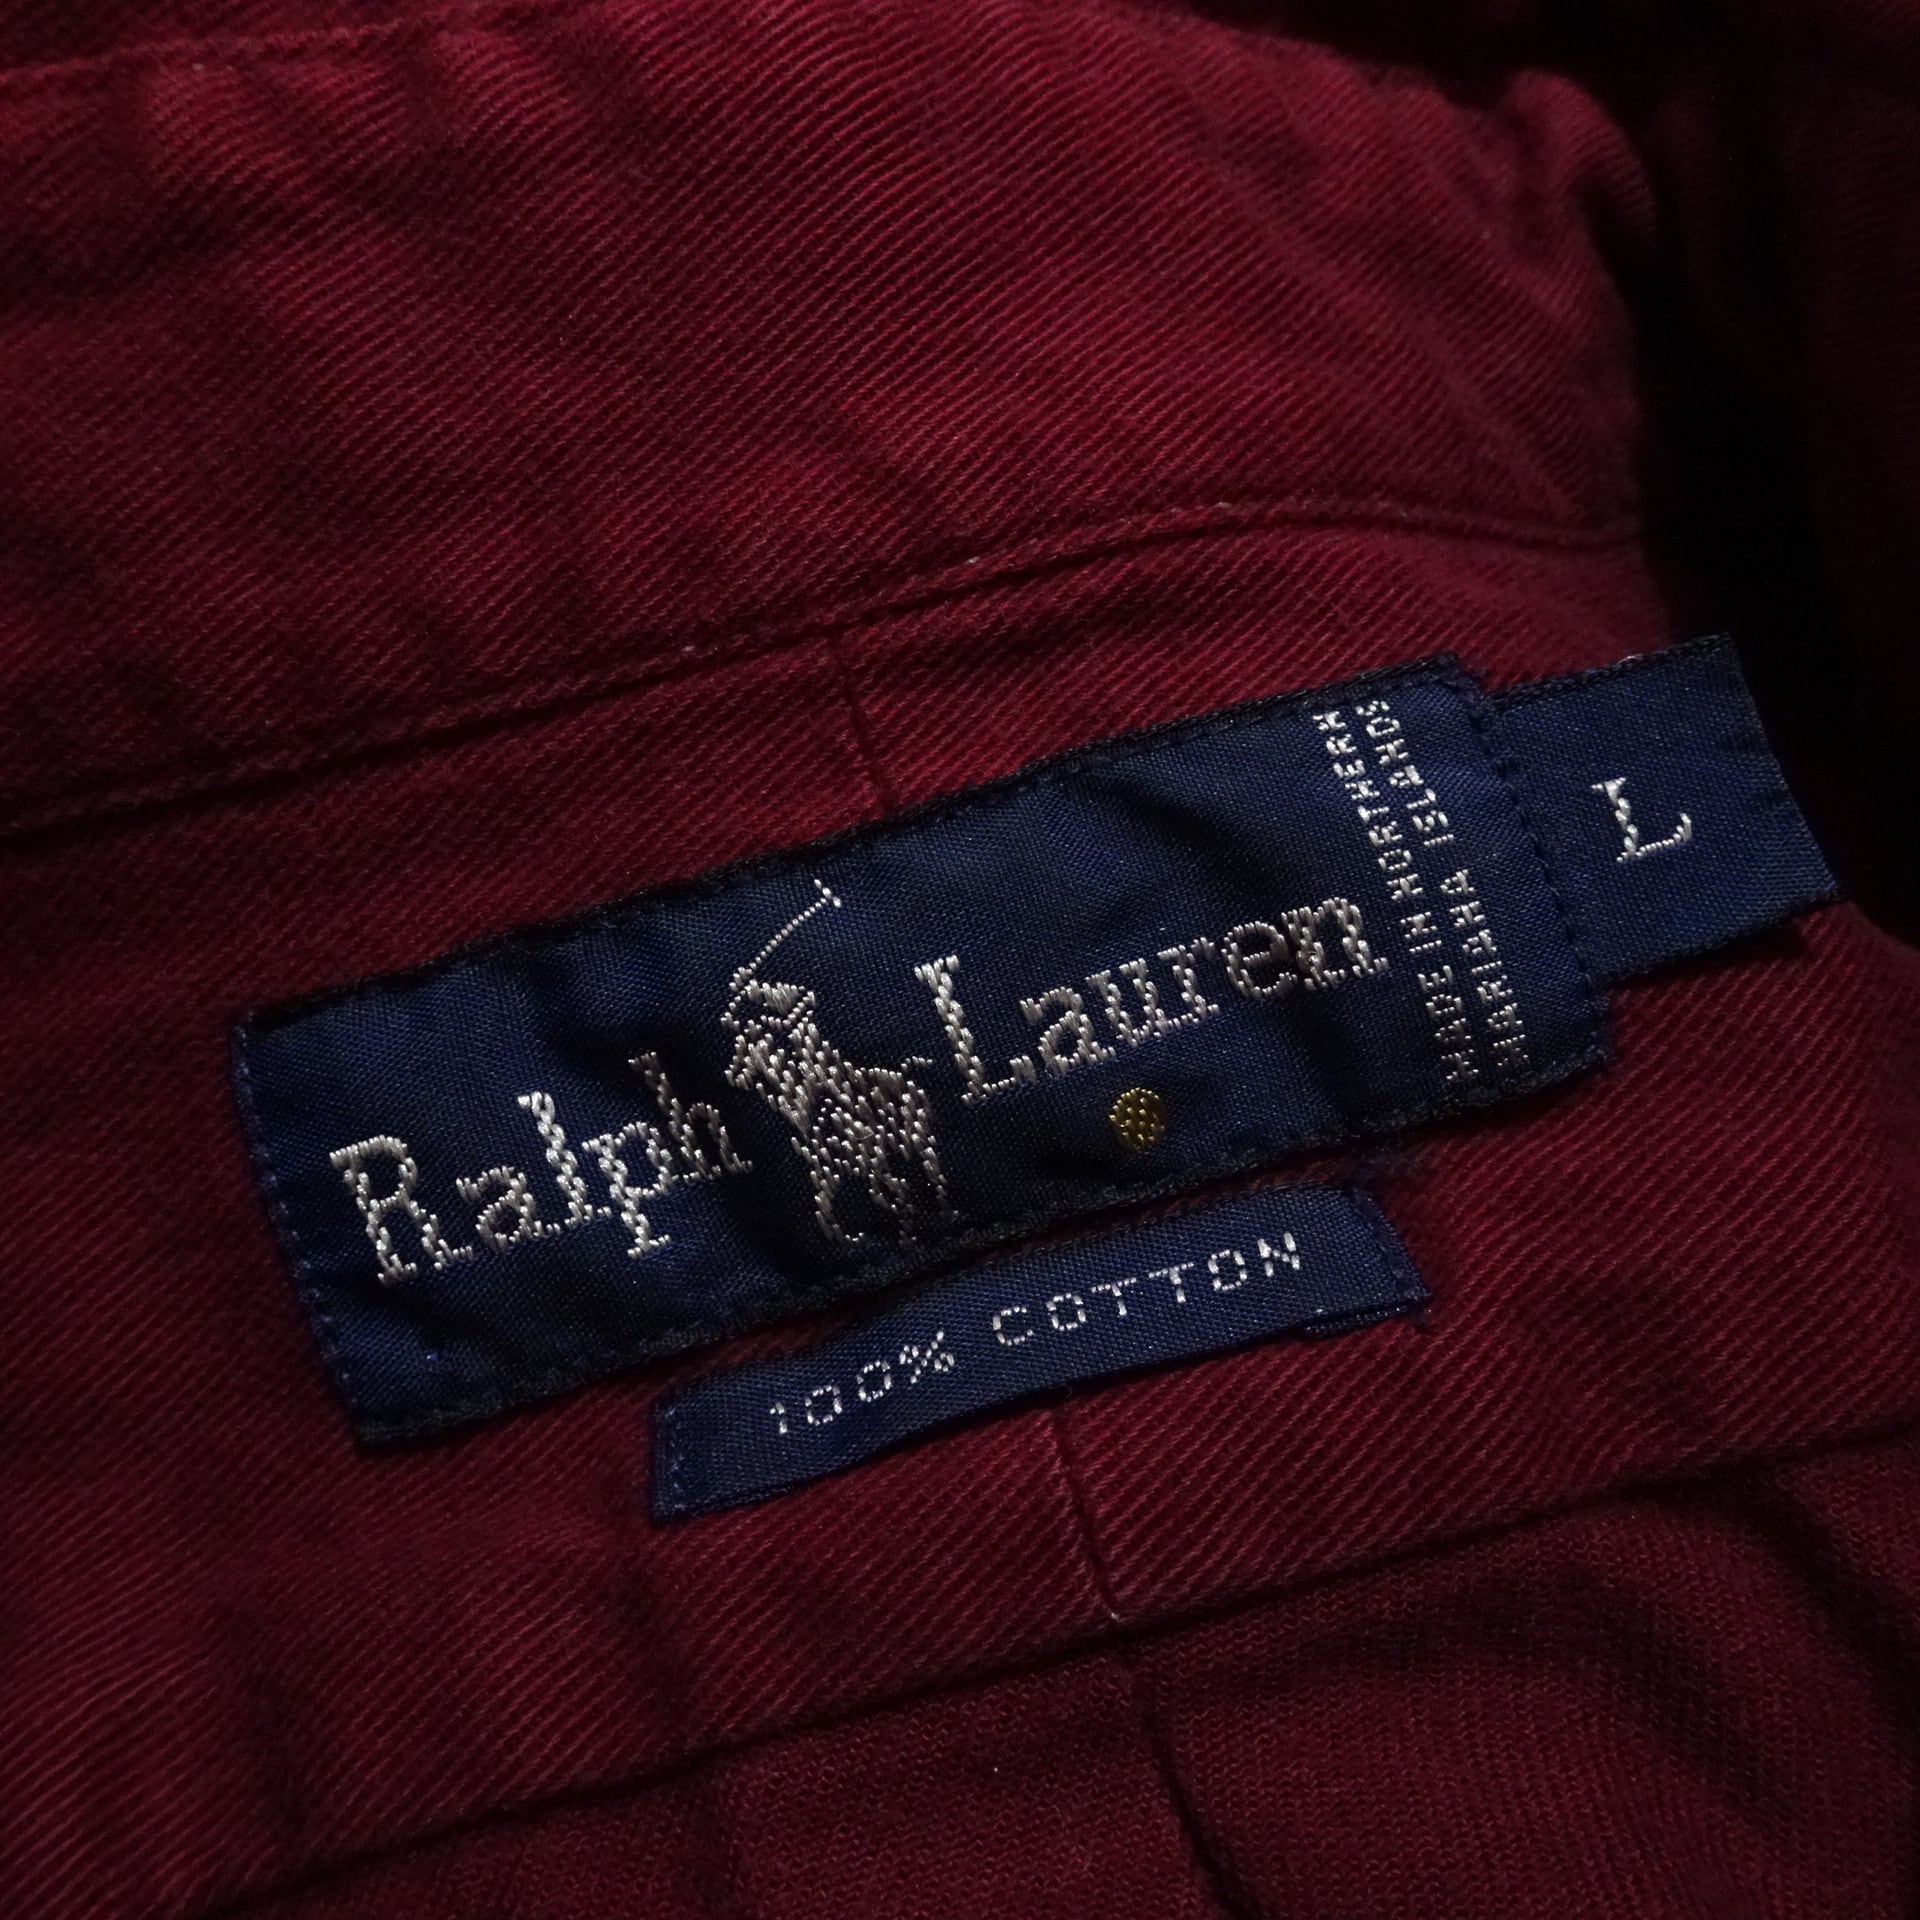 Ralph Lauren
MADE IN NORTHERN
MARIANA ISLANDS
L
100% COTTON